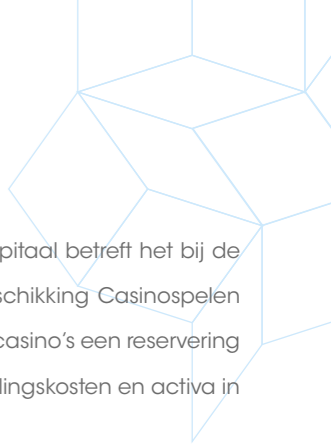 pitaal betreft het bij de
schikking Casinospelen
casino's een reservering
lingskosten en activa in